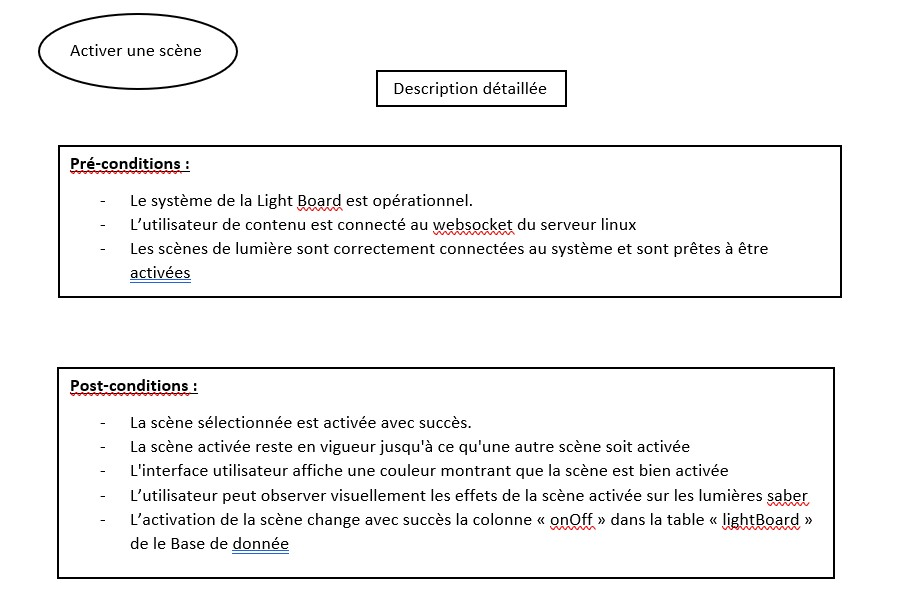 Activer une scène
Description détaillée
Pré-conditions :
- Le système de la Light Board est opérationnel.
- L’utilisateur de contenu est connecté au websocket du serveur linux
- Les scènes de lumière sont correctement connectées au système et sont prêtes à être
activées
Post-conditions :
- La scène sélectionnée est activée avec succès.
- La scène activée reste en vigueur jusqu'à ce qu'une autre scène soit activée
- L'interface utilisateur affiche une couleur montrant que la scène est bien activée
- L’utilisateur peut observer visuellement les effets de la scène activée sur les lumières saber
- L’activation de la scène change avec succès la colonne « onOff » dans la table « lightBoard »
de le Base de donnée